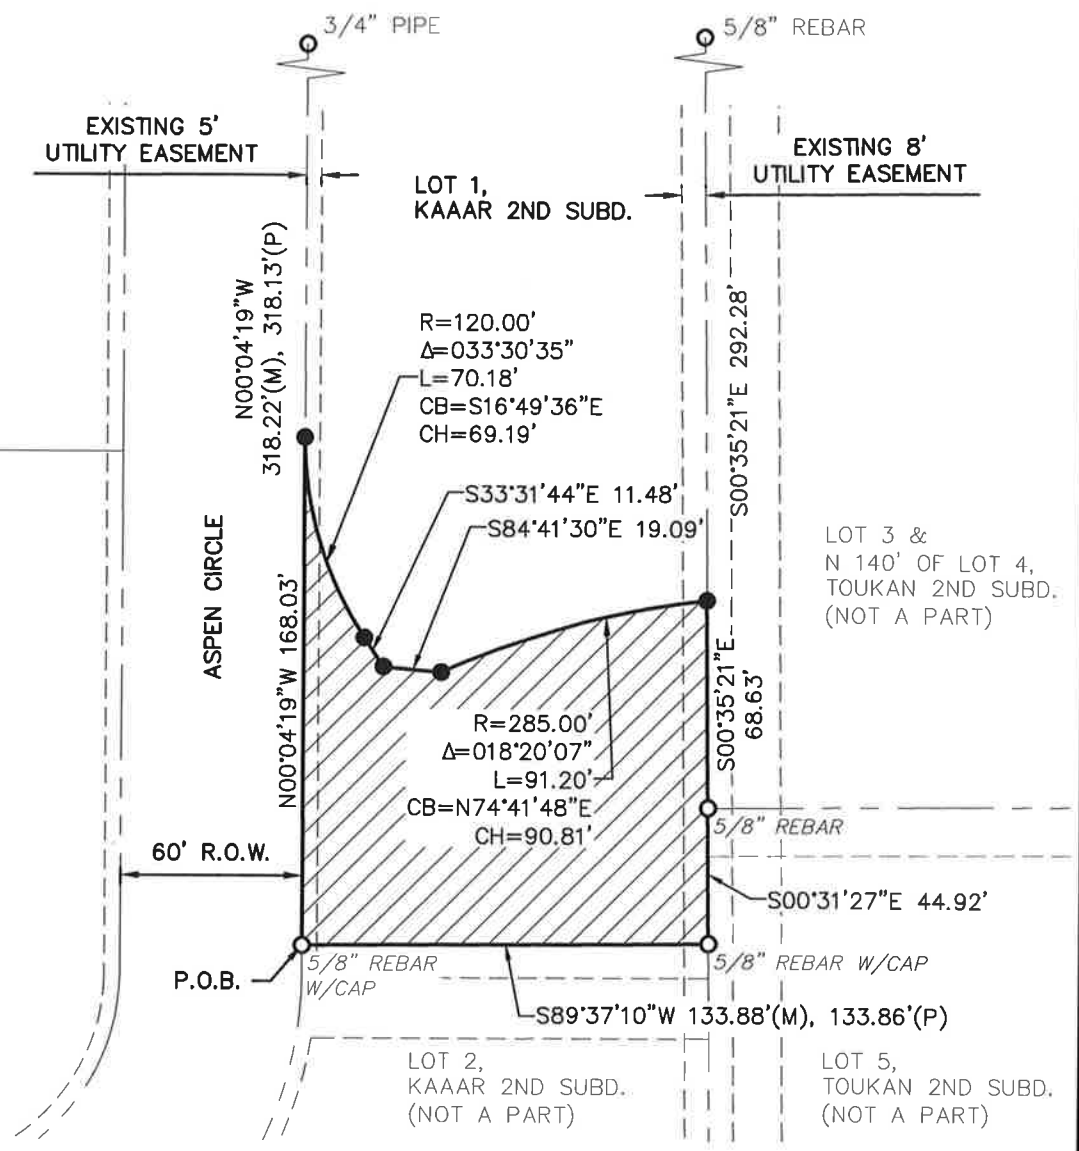 3/4" PIPE
5/8" REBAR
EXISTING 5'
UTILITY EASEMENT
EXISTING 8'
UTILITY EASEMENT
LOT 1,
KAAAR 2ND SUBD.
N00°04'19"W
318.22'(M), 318.13'(P)
R=120.00'
Δ=033°30'35"
L=70.18'
CB=S16°49'36"E
CH=69.19'
S00°35'21"E 292.28'
S33°31'44"E 11.48'
S84°41'30"E 19.09'
ASPEN CIRCLE
N00°04'19"W 168.03'
LOT 3 &
N 140' OF LOT 4,
TOUKAN 2ND SUBD.
(NOT A PART)
S00°35'21"E
68.63'
R=285.00'
Δ=018°20'07"
L=91.20'
CB=N74°41'48"E
CH=90.81'
5/8" REBAR
60' R.O.W.
S00°31'27"E 44.92'
P.O.B.
5/8" REBAR
W/CAP
5/8" REBAR W/CAP
S89°37'10"W 133.88'(M), 133.86'(P)
LOT 2,
KAAAR 2ND SUBD.
(NOT A PART)
LOT 5,
TOUKAN 2ND SUBD.
(NOT A PART)